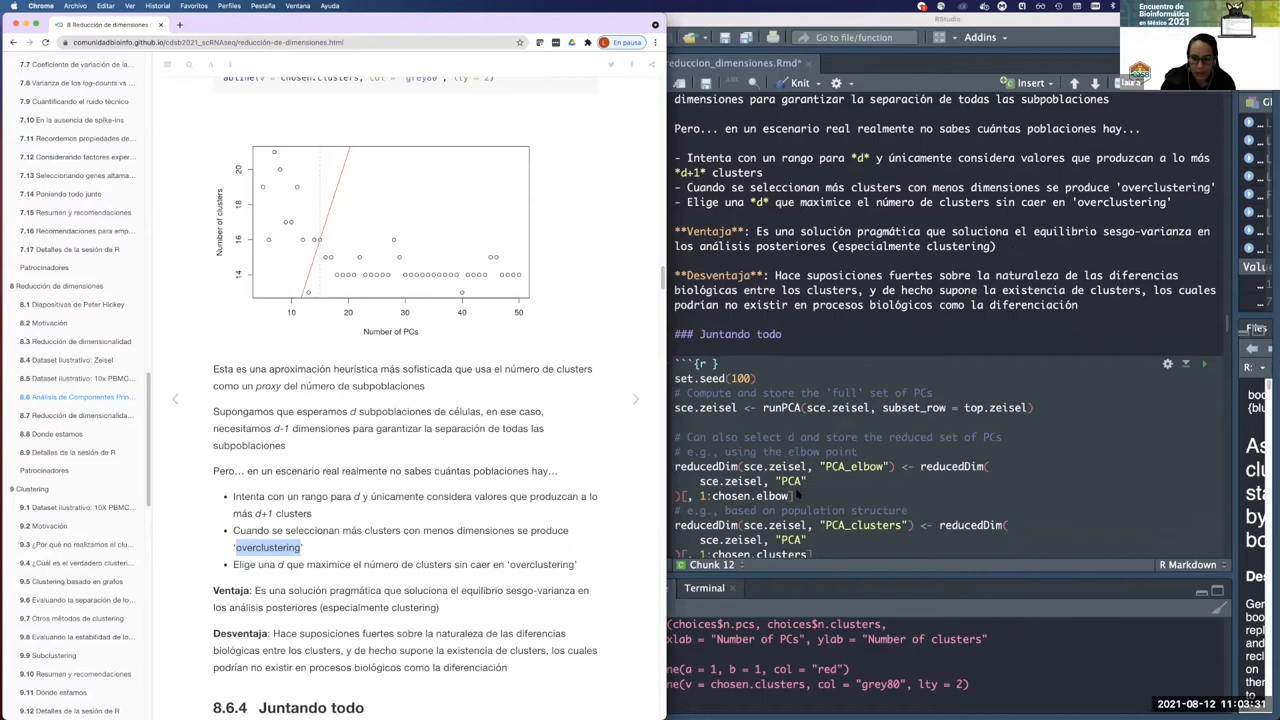 Chrome Archivo Editar Ver Historial Favoritos Perfiles Pestaña Ventana Ayuda
8 Reducción de dimensiones
comunidadbioinfo.github.io/cdsb2021_scRNAseq/reducción-de-dimensiones.html
L En pausa
7.7 Coeficiente de variación de la…
7.8 Varianza de los log-counts vs …
7.9 Cuantificando el ruido técnico
7.10 En la ausencia de spike-ins
7.11 Recordemos propiedades de…
7.12 Considerando factores exper…
7.13 Seleccionando genes altama…
7.14 Poniendo todo junto
7.15 Resumen y recomendaciones
7.16 Recomendaciones para emp…
7.17 Detalles de la sesión de R
Patrocinadores
8 Reducción de dimensiones
8.1 Diapositivas de Peter Hickey
8.2 Motivación
8.3 Reducción de dimensionalidad
8.4 Dataset ilustrativo: Zeisel
8.5 Dataset ilustrativo: 10x PBMC…
8.6 Análisis de Componentes Prin…
8.7 Reducción de dimensionalida…
8.8 Donde estamos
8.9 Detalles de la sesión de R
Patrocinadores
9 Clustering
9.1 Dataset ilustrativo: 10X PBMC…
9.2 Motivación
9.3 ¿Por qué no realizamos el clu…
9.4 ¿Cuál es el verdadero clusteri…
9.5 Clustering basado en grafos
9.6 Evaluando la separación de lo…
9.7 Otros métodos de clustering
9.8 Evaluando la estabilidad de lo…
9.9 Subclustering
9.10 Resumen y recomendaciones
9.11 Donde estamos
9.12 Detalles de la sesión de R
abline(v = chosen.clusters, col = "grey80", lty = 2)
Number of clusters
20
18
16
14
10 20 30 40 50
Number of PCs
Esta es una aproximación heurística más sofisticada que usa el número de clusters
como un proxy del número de subpoblaciones
Supongamos que esperamos d subpoblaciones de células, en ese caso,
necesitamos d-1 dimensiones para garantizar la separación de todas las
subpoblaciones
Pero… en un escenario real realmente no sabes cuántas poblaciones hay…
• Intenta con un rango para d y únicamente considera valores que produzcan a lo
más d+1 clusters
• Cuando se seleccionan más clusters con menos dimensiones se produce
‘overclustering’
• Elige una d que maximice el número de clusters sin caer en ‘overclustering’
Ventaja: Es una solución pragmática que soluciona el equilibrio sesgo-varianza en
los análisis posteriores (especialmente clustering)
Desventaja: Hace suposiciones fuertes sobre la naturaleza de las diferencias
biológicas entre los clusters, y de hecho supone la existencia de clusters, los cuales
podrían no existir en procesos biológicos como la diferenciación
8.6.4 Juntando todo
RStudio
Go to file/function
Addins
dimensiones.Rmd*
Knit
Insert
dimensiones para garantizar la separación de todas las subpoblaciones
Pero... en un escenario real realmente no sabes cuántas poblaciones hay...
- Intenta con un rango para *d* y únicamente considera valores que produzcan a lo más
*d+1* clusters
- Cuando se seleccionan más clusters con menos dimensiones se produce 'overclustering'
- Elige una *d* que maximice el número de clusters sin caer en 'overclustering'
**Ventaja**: Es una solución pragmática que soluciona el equilibrio sesgo-varianza en
los análisis posteriores (especialmente clustering)
**Desventaja**: Hace suposiciones fuertes sobre la naturaleza de las diferencias
biológicas entre los clusters, y de hecho supone la existencia de clusters, los cuales
podrían no existir en procesos biológicos como la diferenciación
### Juntando todo
```{r }
set.seed(100)
# Compute and store the 'full' set of PCs
sce.zeisel <- runPCA(sce.zeisel, subset_row = top.zeisel)
# Can also select d and store the reduced set of PCs
# e.g., using the elbow point
reducedDim(sce.zeisel, "PCA_elbow") <- reducedDim(
sce.zeisel, "PCA"
)[, 1:chosen.elbow]
# e.g., based on population structure
reducedDim(sce.zeisel, "PCA_clusters") <- reducedDim(
sce.zeisel, "PCA"
)[, 1:chosen.clusters]
Chunk 12
R Markdown
Terminal
choices$n.pcs, choices$n.clusters,
xlab = "Number of PCs", ylab = "Number of clusters"
ne(a = 1, b = 1, col = "red")
ne(v = chosen.clusters, col = "grey80", lty = 2)
Valu
File
R:
Encuentro de
Bioinformática
en México 2021
CDSB
laura
2021-08-12 11:03:31